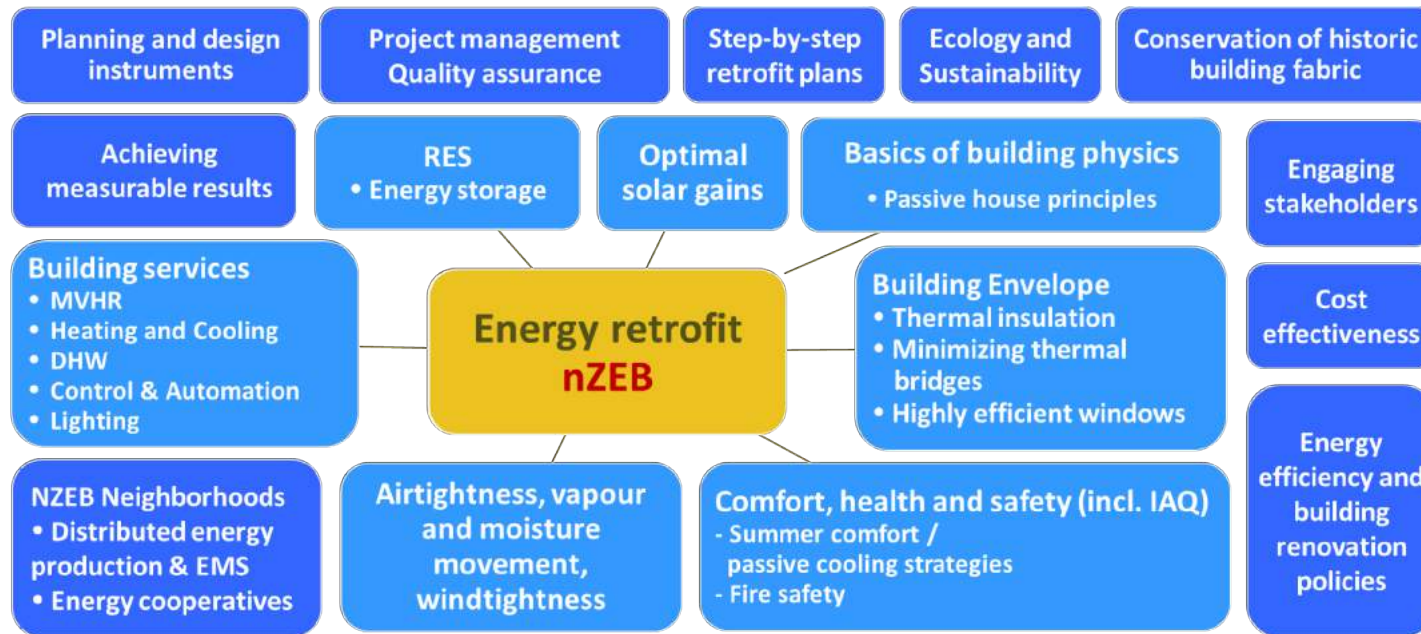 Planning and design
instruments
Project management
Quality assurance
Step-by-step
retrofit plans
Ecology and
Sustainability
Conservation of historic
building fabric
Achieving
measurable results
RES
• Energy storage
Optimal
solar gains
Basics of building physics
• Passive house principles
Engaging
stakeholders
Building services
• MVHR
• Heating and Cooling
• DHW
• Control & Automation
• Lighting
Energy retrofit
nZEB
Building Envelope
• Thermal insulation
• Minimizing thermal
bridges
• Highly efficient windows
Cost
effectiveness
NZEB Neighborhoods
• Distributed energy
production & EMS
• Energy cooperatives
Airtightness, vapour
and moisture
movement,
windtightness
Comfort, health and safety (incl. IAQ)
- Summer comfort /
passive cooling strategies
- Fire safety
Energy
efficiency and
building
renovation
policies